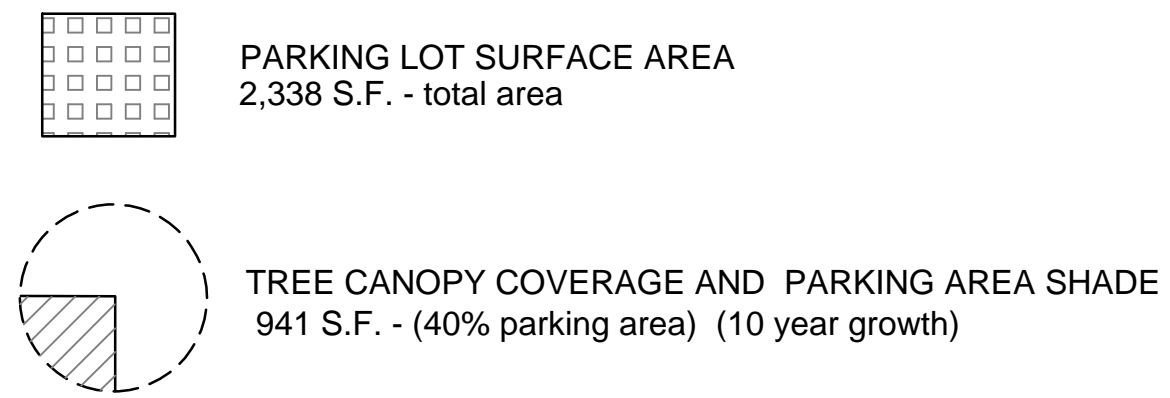 PARKING LOT SURFACE AREA
2,338 S.F. - total area
TREE CANOPY COVERAGE AND  PARKING AREA SHADE
941 S.F. - (40% parking area)  (10 year growth)